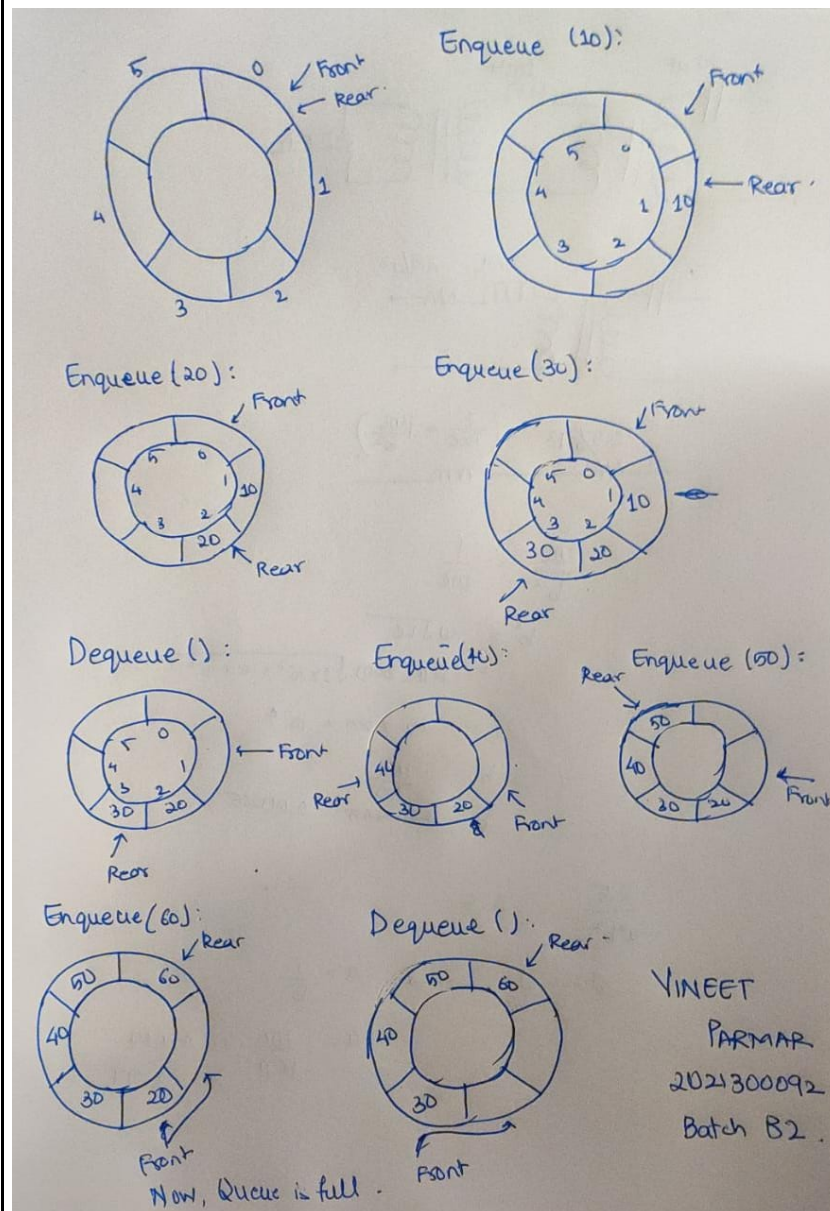 5 0 Front
Rear.
4 1
3 2
Enqueue (10):
Front
5 0
4 1 10 Rear.
3 2
Enqueue (20):
Front
5 0
4 1 10
3 2
20
Rear
Enqueue (30):
Front
5 0
4 1 10
3 2
30 20
Rear
Dequeue ():
5 0
4 1 Front
3 2
30 20
Rear
Enqueue(40):
40
Rear 30 20
Front
Enqueue (50):
Rear
50
40
Front
30 20
Enqueue (60):
Rear
50 60
40
30 20
Front
Now, Queue is full.
Dequeue ():
Rear
50 60
40
30
Front
VINEET
PARMAR
2021300092
Batch B2.